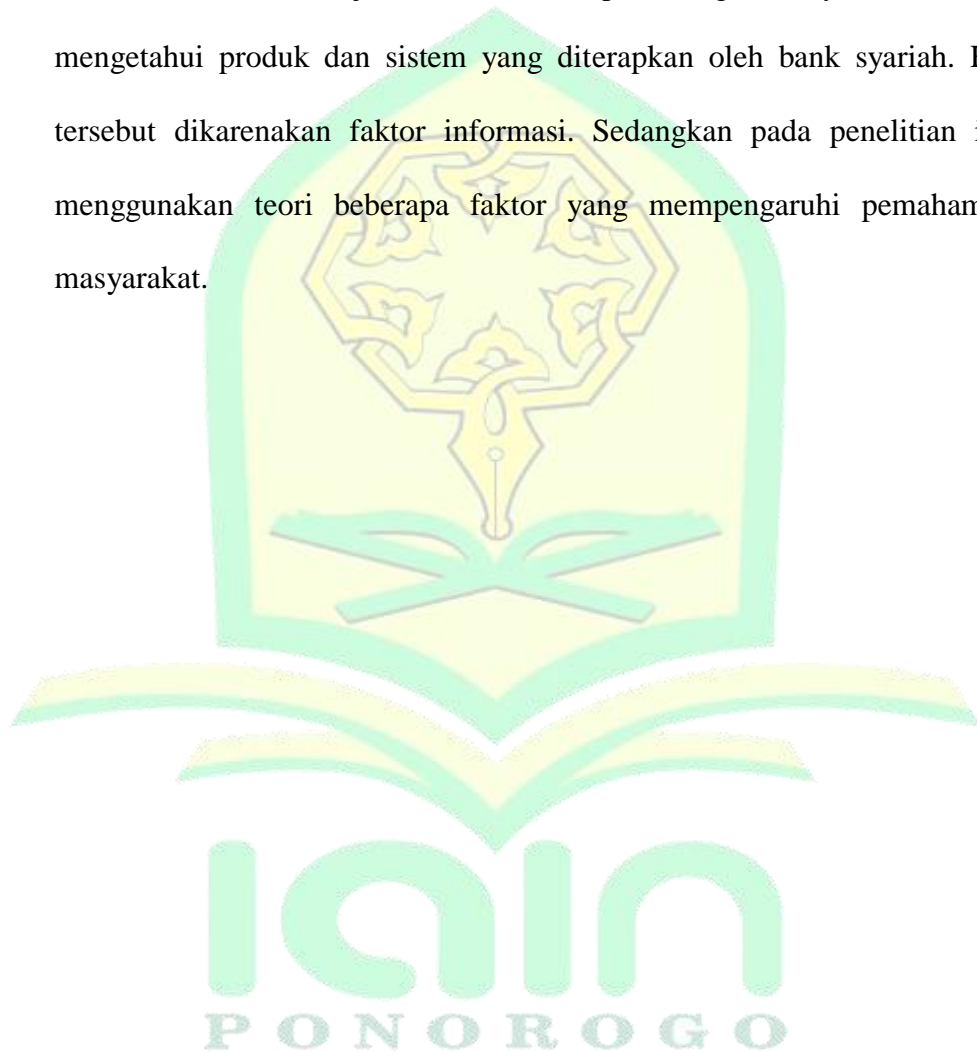 mengetahui produk dan sistem yang diterapkan oleh bank syariah.
tersebut dikarenakan faktor informasi. Sedangkan pada penelitian
menggunakan teori beberapa faktor yang mempengaruhi
masyarakat.
iain
PONOROGO